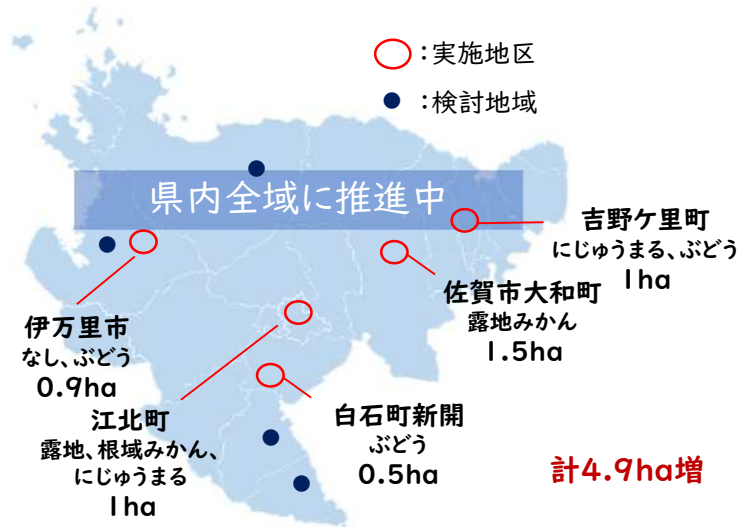 ：実施地区
：検討地域
県内全域に推進中
吉野ケ里町
にじゅうまる、ぶどう
1ha
佐賀市大和町
露地みかん
1.5ha
伊万里市
なし、ぶどう
0.9ha
江北町
露地、根域みかん、
にじゅうまる
1ha
白石町新開
ぶどう
0.5ha
計4.9ha増